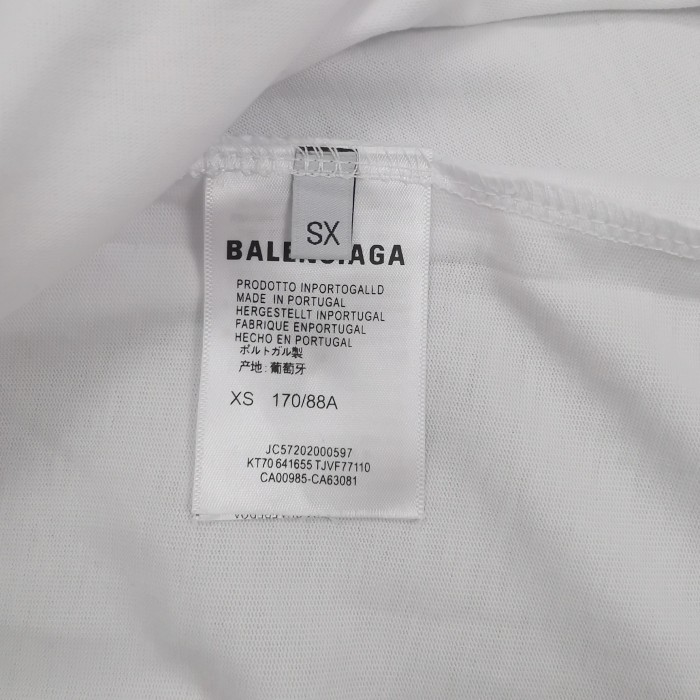 SX
BALENCIAGA
PRODOTTO INPORTOGALLD
MADE IN PORTUGAL
HERGESTELLT INPORTUGAL
FABRIQUE ENPORTUGAL
HECHO EN PORTUGAL
ポルトガル製
产地:葡萄牙
XS 170/88A
JC57202000597
KT70 641655 TJVF77110
CA00985-CA63081